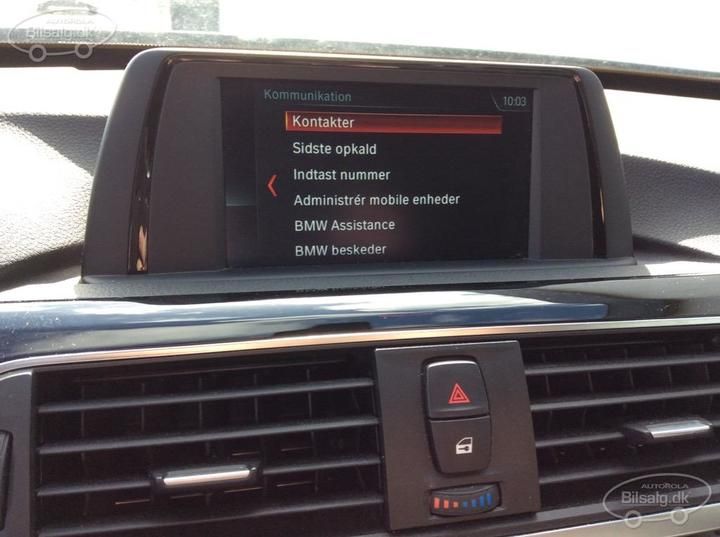 AUTOROLA
Bilsalg.dk
Kommunikation
10:03
Kontakter
Sidste opkald
Indtast nummer
Administrér mobile enheder
BMW Assistance
BMW beskeder
AUTOROLA
Bilsalg.dk